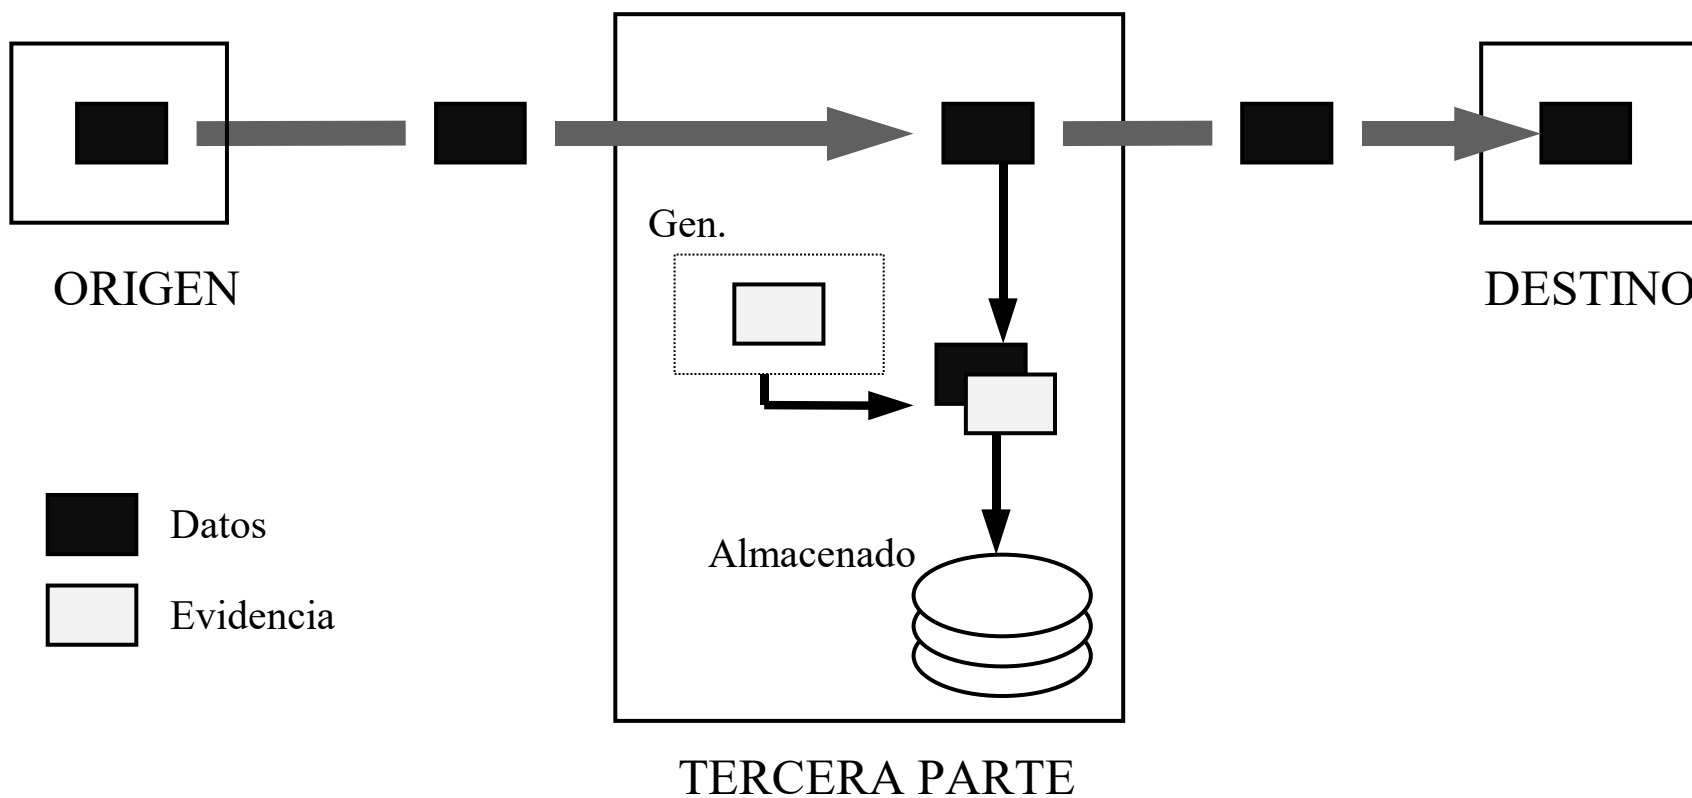 Gen.
ORIGEN
DESTINO
Datos
Almacenado
Evidencia
TERCERA PARTE